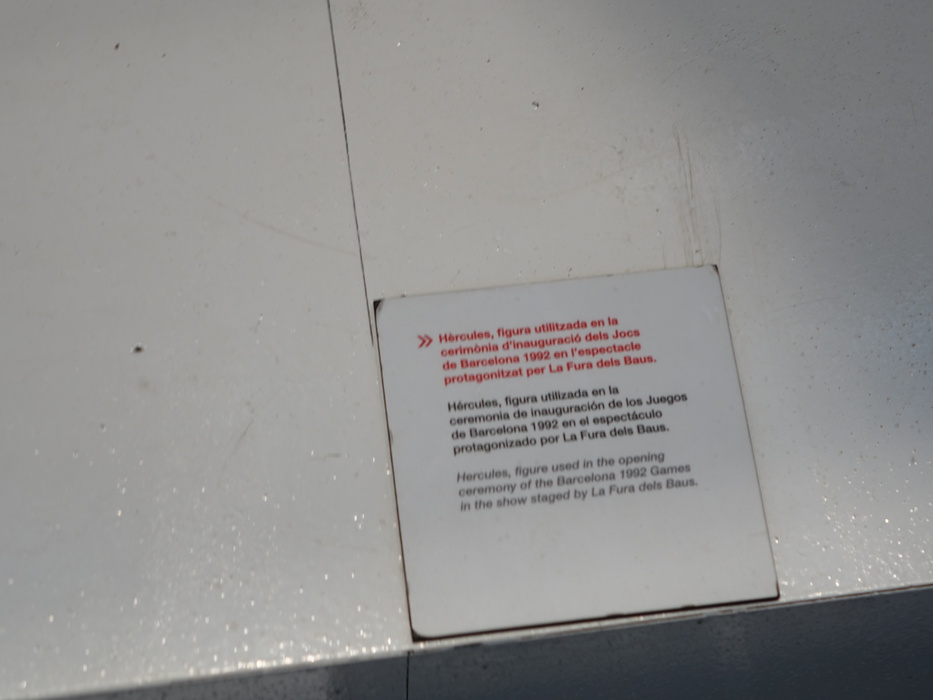 » Hèrcules, figura utilitzada en la
cerimònia d'inauguració dels Jocs
de Barcelona 1992 en l'espectacle
protagonitzat per La Fura dels Baus.
Hércules, figura utilizada en la
ceremonia de inauguración de los Juegos
de Barcelona 1992 en el espectáculo
protagonizado por La Fura dels Baus.
Hercules, figure used in the opening
ceremony of the Barcelona 1992 Games
in the show staged by La Fura dels Baus.